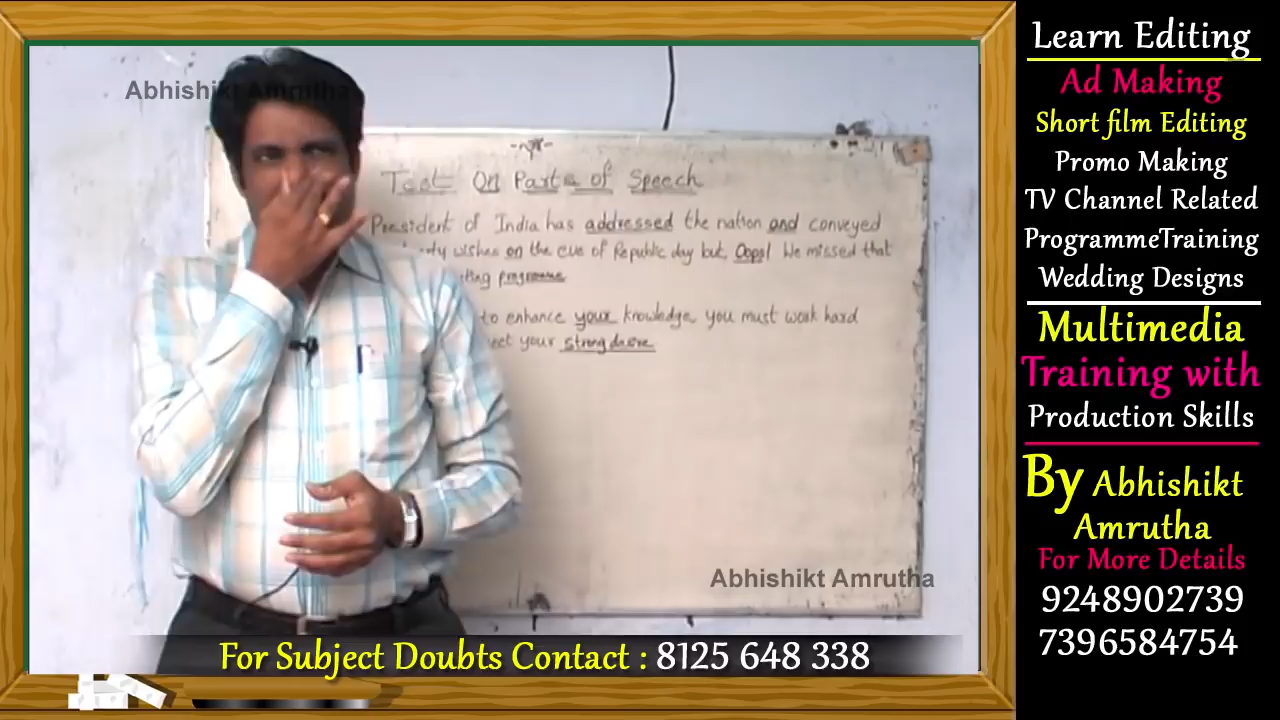 Abhishikt Amrutha
Test On Parts of Speech
President of India has addressed the nation and conveyed
wishes on the eve of Republic day but, Oops! We missed that
programme
to enhance your knowledge, you must work hard
your strong desire
Abhishikt Amrutha
For Subject Doubts Contact : 8125 648 338
Learn Editing
Ad Making
Short film Editing
Promo Making
TV Channel Related
ProgrammeTraining
Wedding Designs
Multimedia
Training with
Production Skills
By Abhishikt
Amrutha
For More Details
9248902739
7396584754